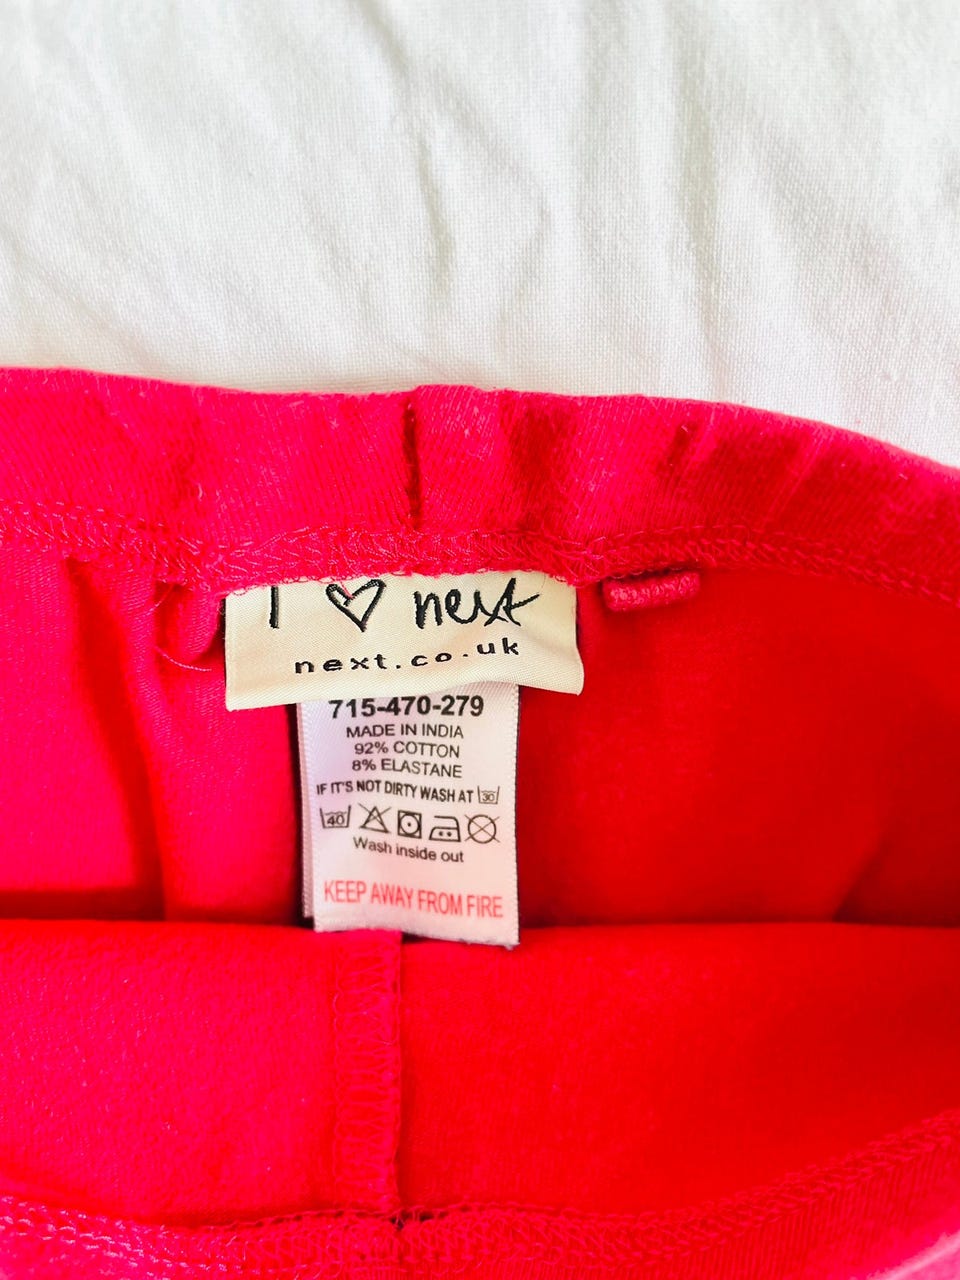 I ♡ next
next.co.uk
715-470-279
MADE IN INDIA
92% COTTON
8% ELASTANE
IF IT'S NOT DIRTY WASH AT 30
40
Wash inside out
KEEP AWAY FROM FIRE